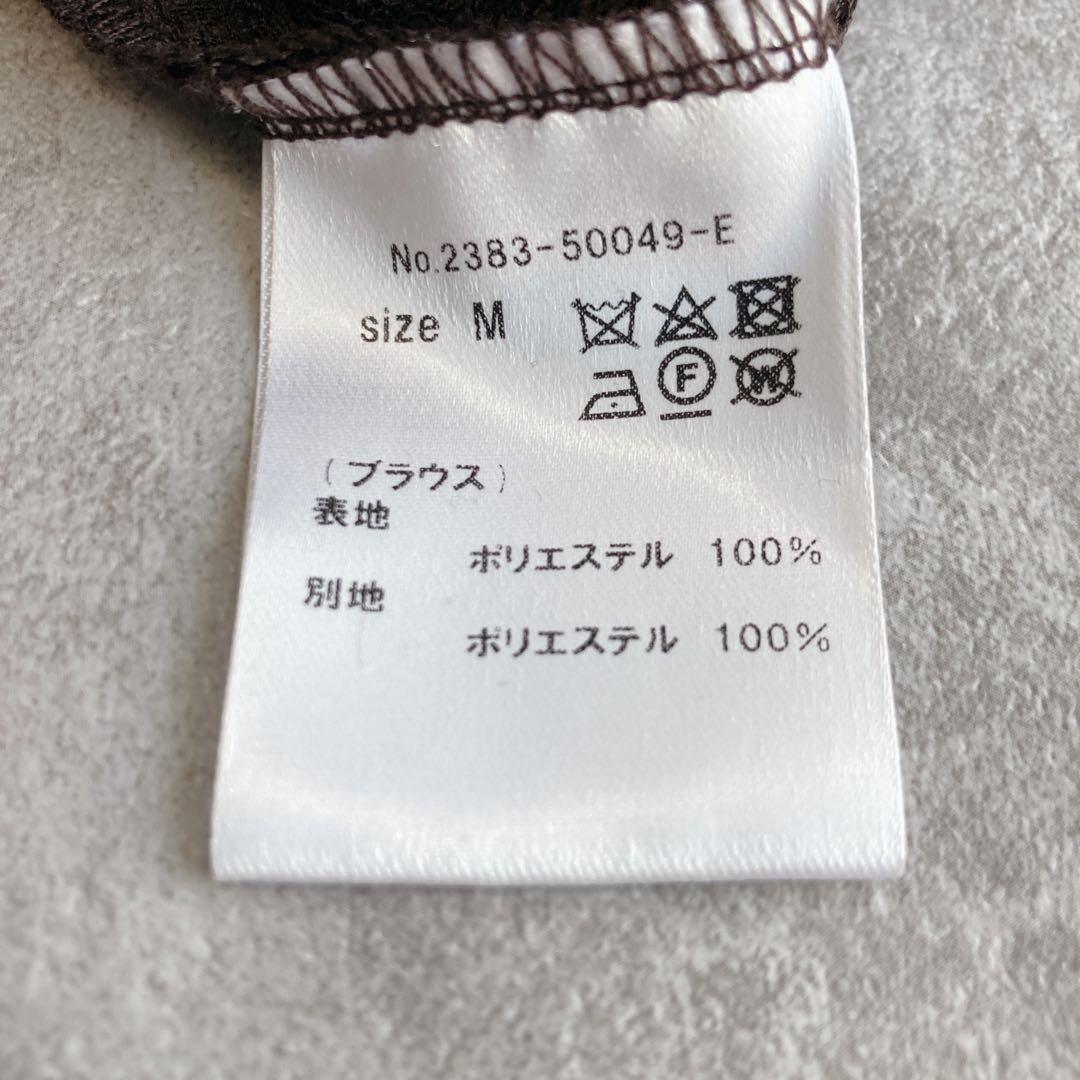 No.2383-50049-E
size M
F W
(ブラウス)
表地
ポリエステル 100%
別地
ポリエステル 100%